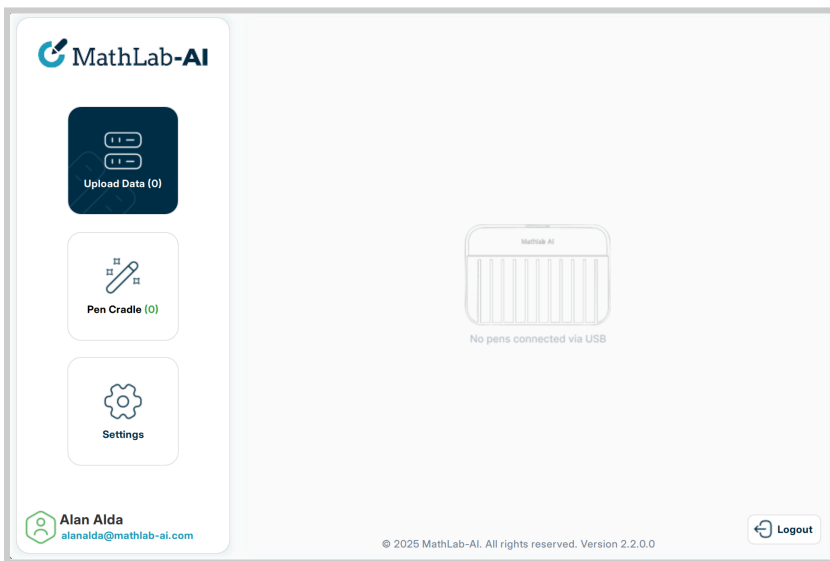 MathLab-AI
Upload Data (0)
Pen Cradle (0)
Settings
Alan Alda
alanalda@mathlab-ai.com
Mathlab AI
No pens connected via USB
© 2025 MathLab-AI. All rights reserved. Version 2.2.0.0
Logout